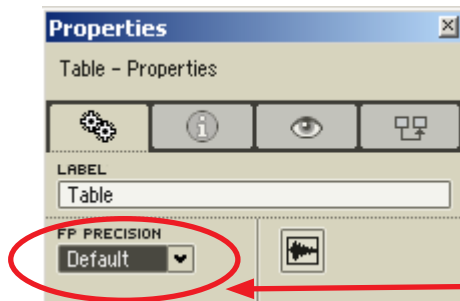 Properties
Table - Properties
LABEL
Table
FP PRECISION
Default